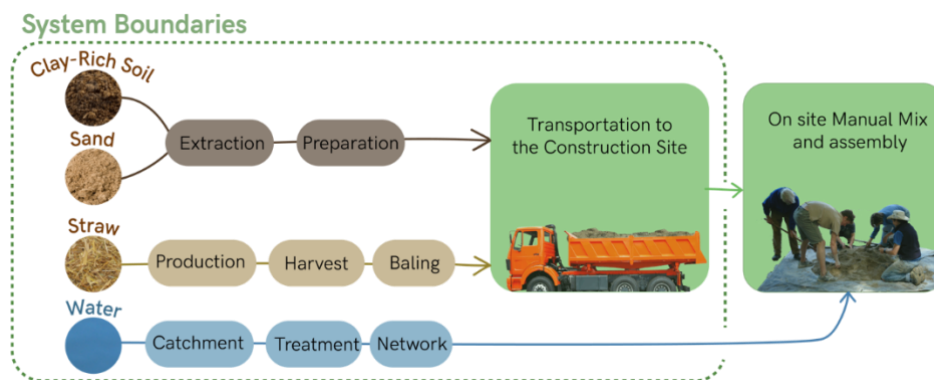 System Boundaries
Clay-Rich Soil
Sand
Extraction
Preparation
Transportation to
the Construction Site
On site Manual Mix
and assembly
Straw
Production
Harvest
Baling
Water
Catchment
Treatment
Network